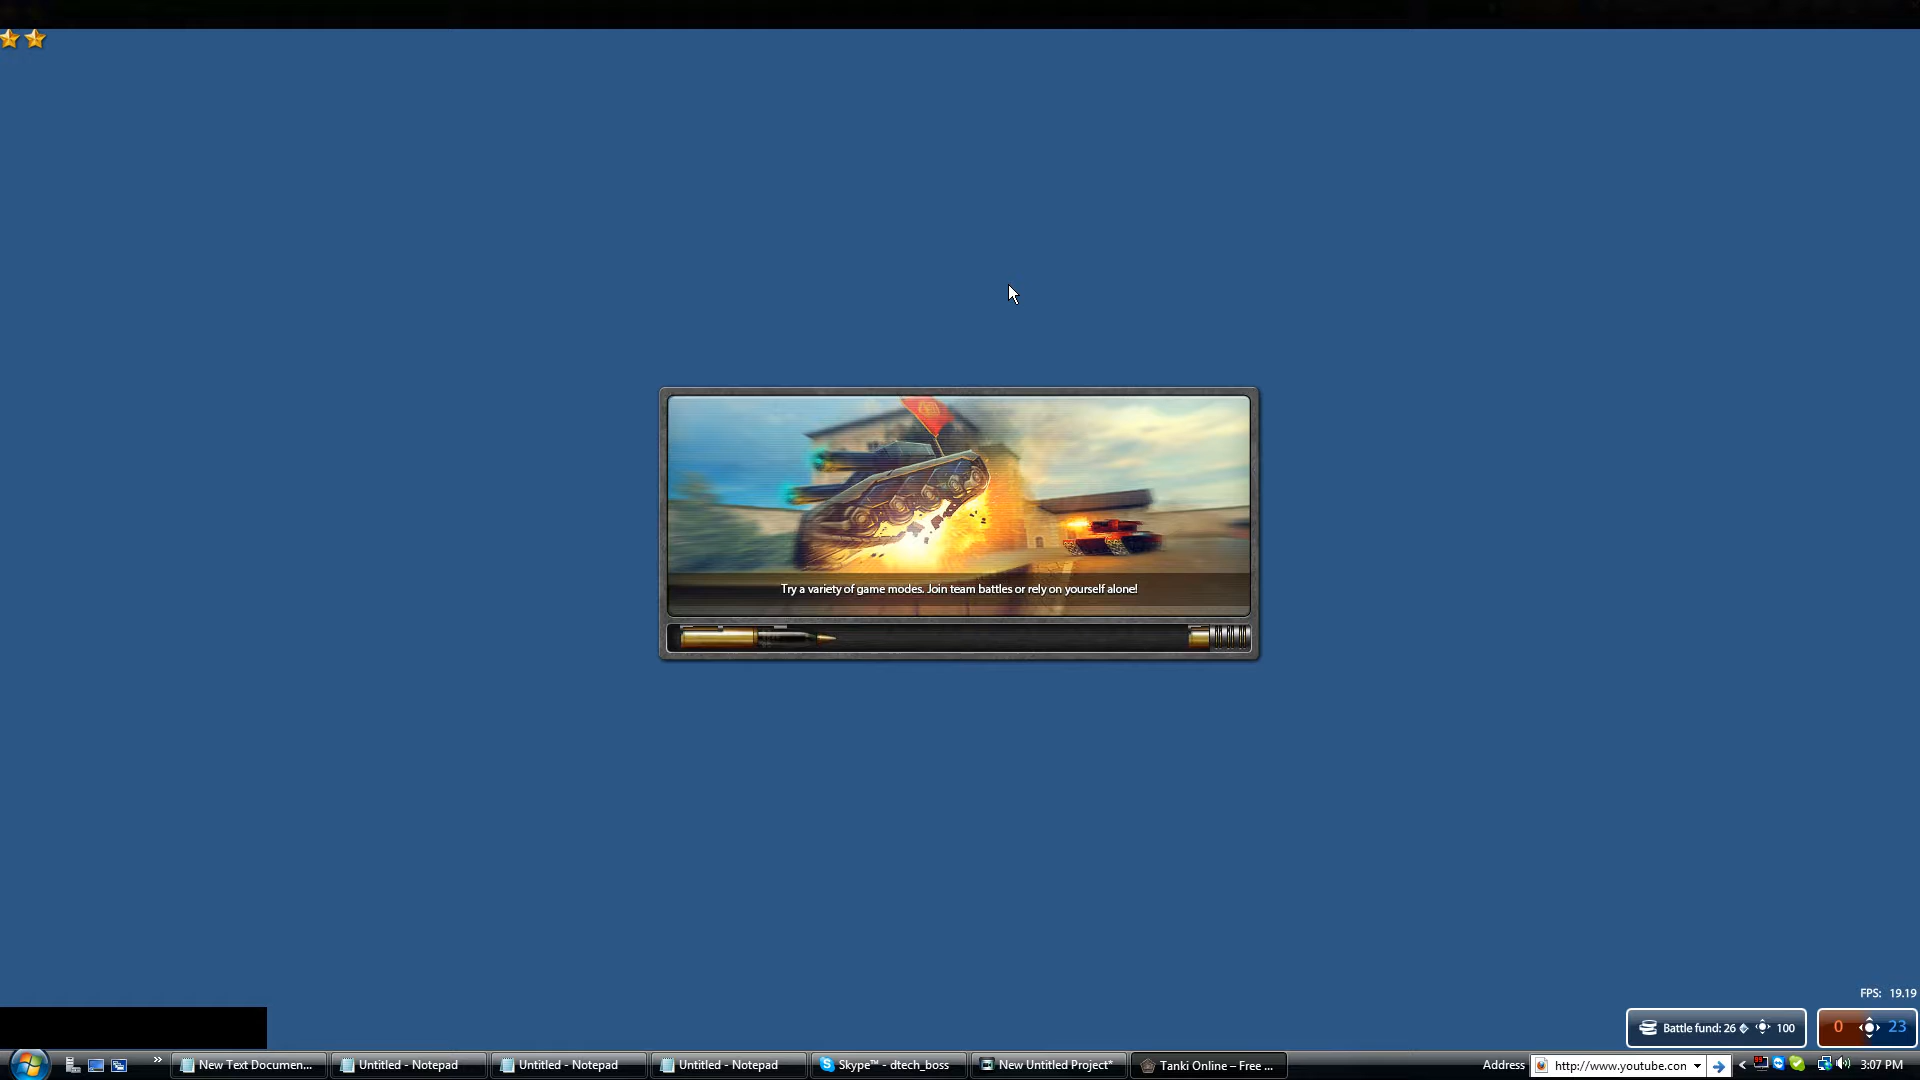 Try a variety of game modes. Join team battles or rely on yourself alone!
FPS: 19.19
Battle fund: 26 100
0 23
New Text Documen...
Untitled - Notepad
Untitled - Notepad
Untitled - Notepad
Skype™ - dtech_boss
New Untitled Project*
Tanki Online – Free ...
Address
http://www.youtube.con
3:07 PM